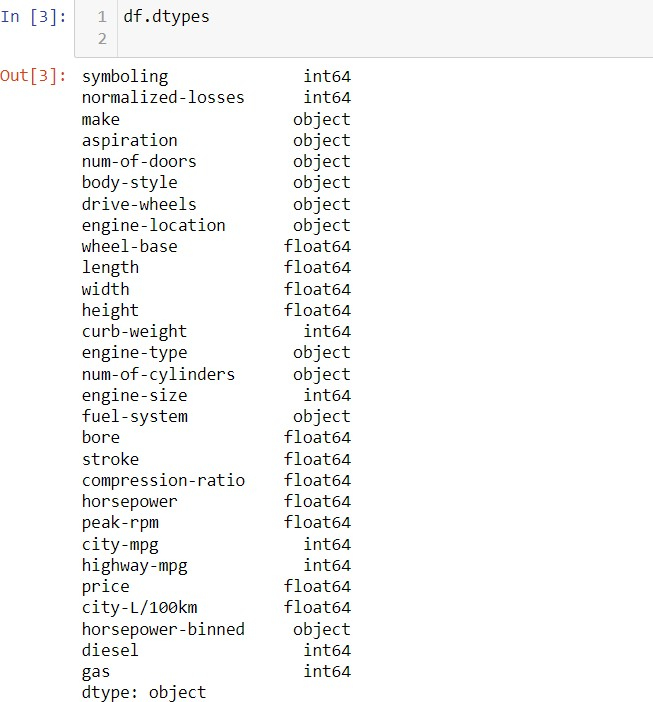 In [3]: 1 df.dtypes
2
Out[3]: symboling int64
normalized-losses int64
make object
aspiration object
num-of-doors object
body-style object
drive-wheels object
engine-location object
wheel-base float64
length float64
width float64
height float64
curb-weight int64
engine-type object
num-of-cylinders object
engine-size int64
fuel-system object
bore float64
stroke float64
compression-ratio float64
horsepower float64
peak-rpm float64
city-mpg int64
highway-mpg int64
price float64
city-L/100km float64
horsepower-binned object
diesel int64
gas int64
dtype: object